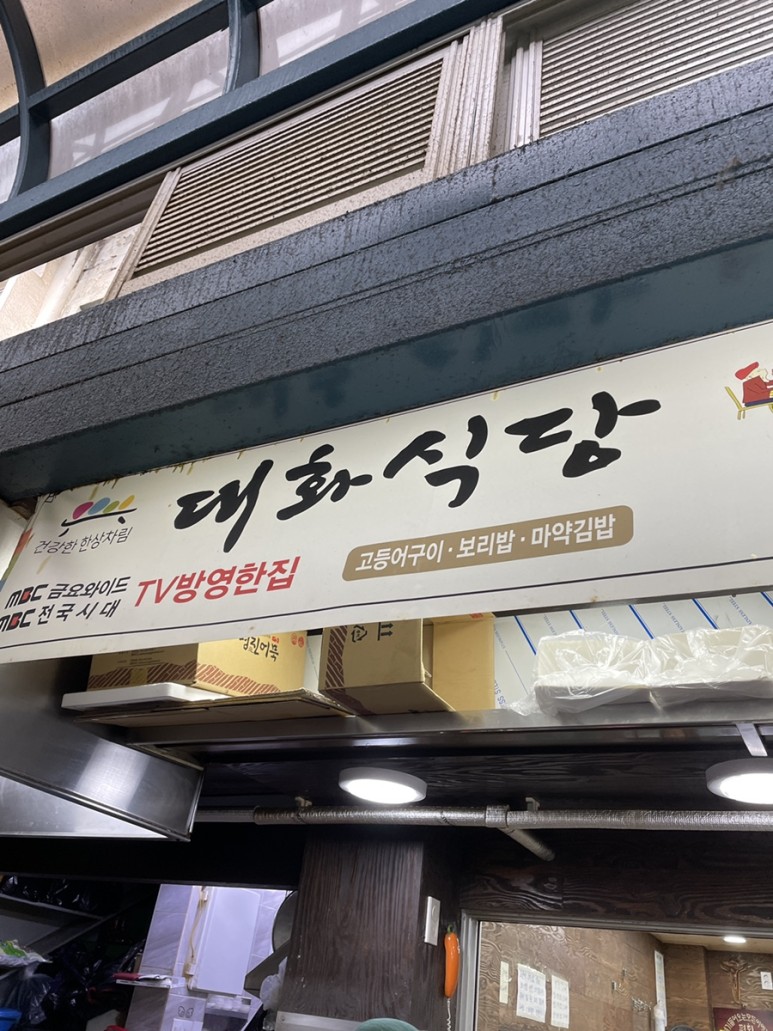 대화식당
건강한 한상차림
고등어구이 · 보리밥 · 마약김밥
MBC 금요와이드
MBC 전국시대
TV방영한집